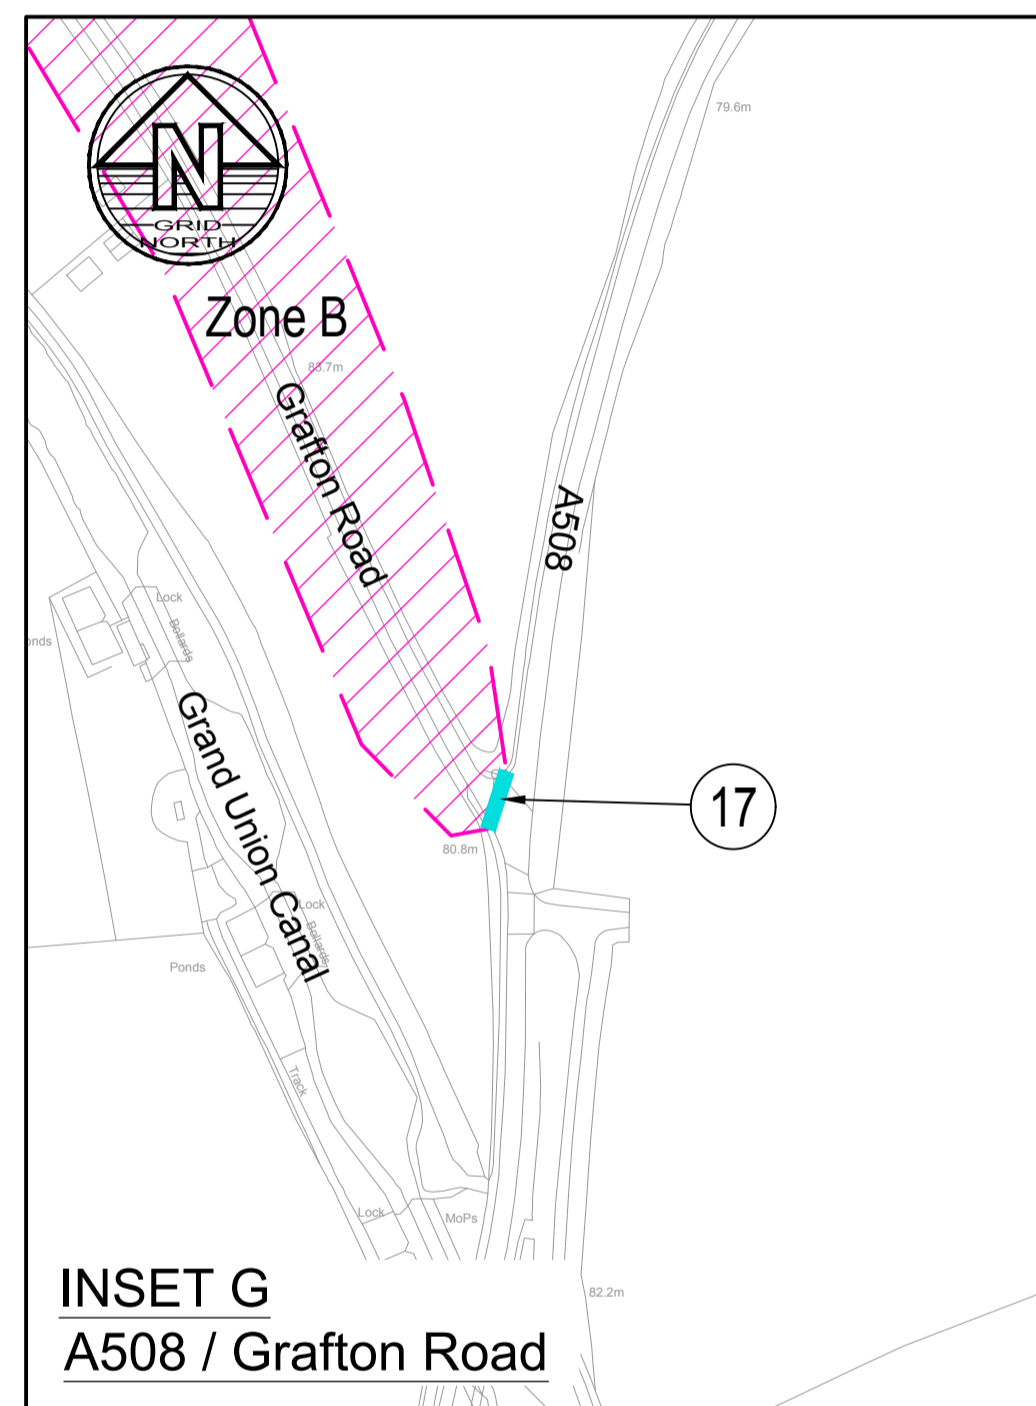 79.6m
N
GRID
NORTH
Zone B
83.7m
Grafton Road
A508
Lock
Bollards
onds
Grand Union Canal
17
80.8m
Lock
Bollards
Ponds
Track
Lock
MoPs
INSET G
82.2m
A508 / Grafton Road